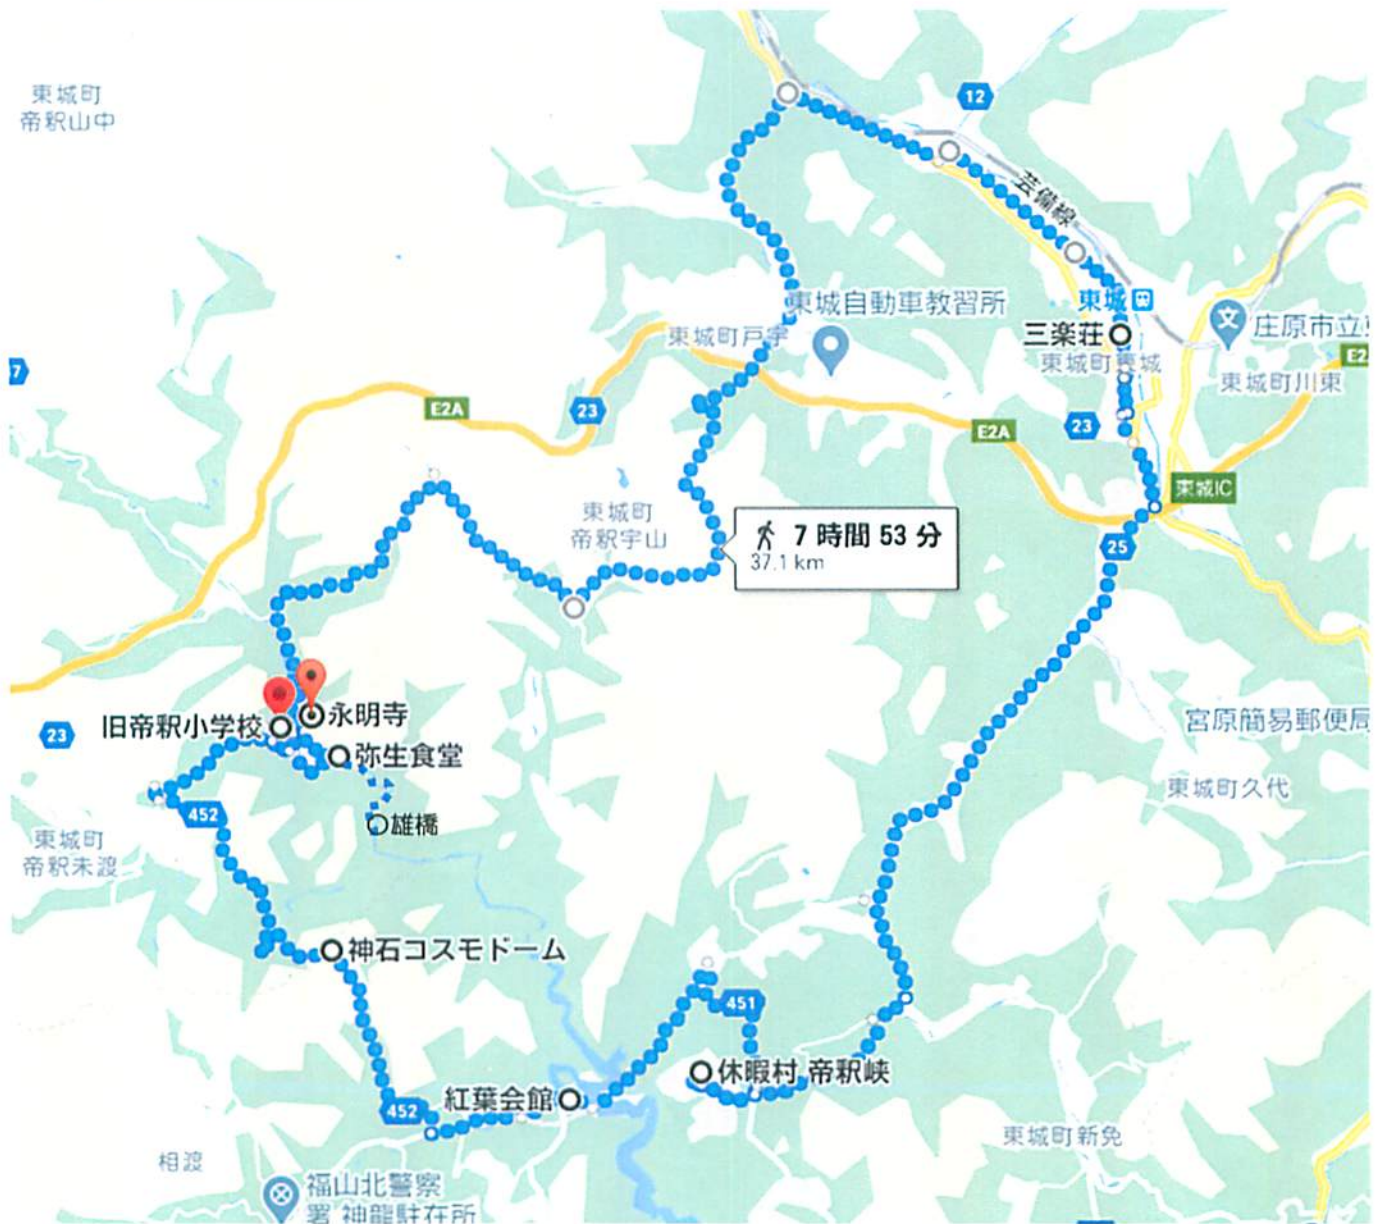 東城町
帝釈山中
12
芸備線
東城
東城自動車教習所
東城町戸宇
三楽荘
東城町東城
庄原市立
東城町川東
E2
7
E2A
23
E2A
23
東城IC
東城町
帝釈宇山
7 時間 53 分
37.1 km
25
旧帝釈小学校
永明寺
23
弥生食堂
宮原簡易郵便局
東城町久代
452
雄橋
東城町
帝釈未渡
神石コスモドーム
451
休暇村 帝釈峡
紅葉会館
452
東城町新免
相渡
福山北警察
署 神龍駐在所